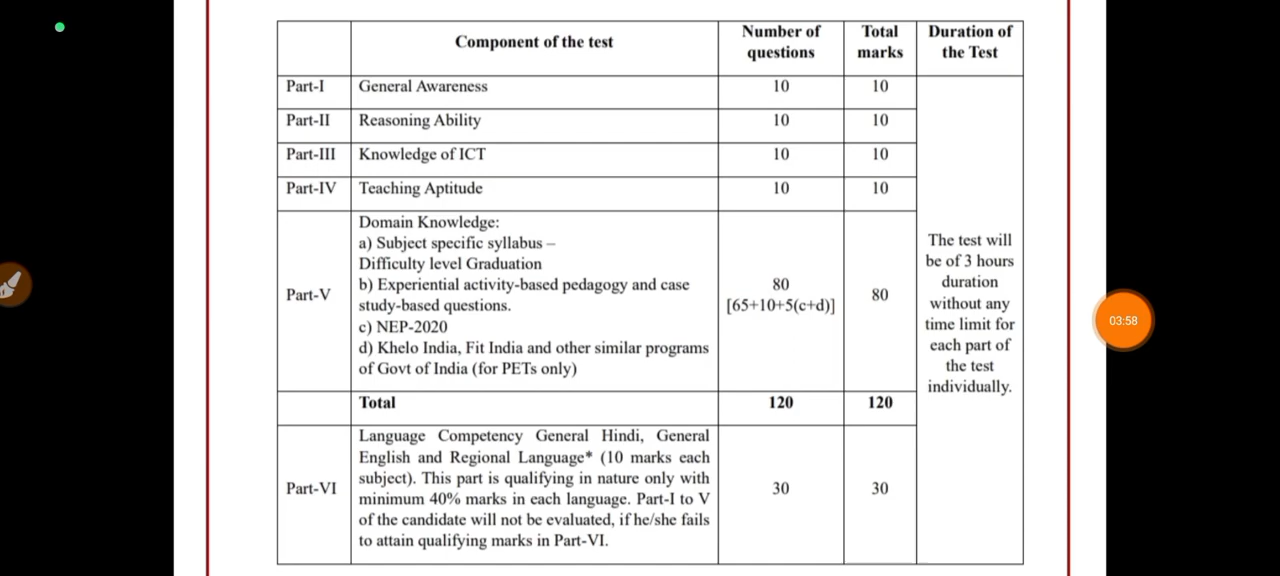 Component of the test
Number of
questions
Total
marks
Duration of
the Test
Part-I
General Awareness
10
10
Part-II
Reasoning Ability
10
10
Part-III
Knowledge of ICT
10
10
Part-IV
Teaching Aptitude
10
10
Part-V
Domain Knowledge:
a) Subject specific syllabus –
Difficulty level Graduation
b) Experiential activity-based pedagogy and case
study-based questions.
c) NEP-2020
d) Khelo India, Fit India and other similar programs
of Govt of India (for PETs only)
80
[65+10+5(c+d)]
80
The test will
be of 3 hours
duration
without any
time limit for
each part of
the test
individually.
Total
120
120
Part-VI
Language Competency General Hindi, General
English and Regional Language* (10 marks each
subject). This part is qualifying in nature only with
minimum 40% marks in each language. Part-I to V
of the candidate will not be evaluated, if he/she fails
to attain qualifying marks in Part-VI.
30
30
03:58